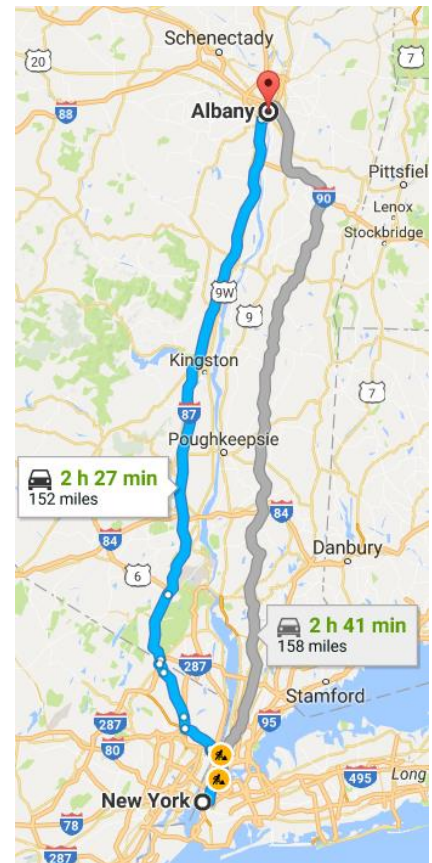 Schenectady
20
7
Albany
88
Pittsfiel
90
Lenox
Stockbridge
9W
9
Kingston
7
87
Poughkeepsie
2 h 27 min
152 miles
84
84
Danbury
6
2 h 41 min
158 miles
287
Stamford
287
95
80
495
Long
New York
78
287